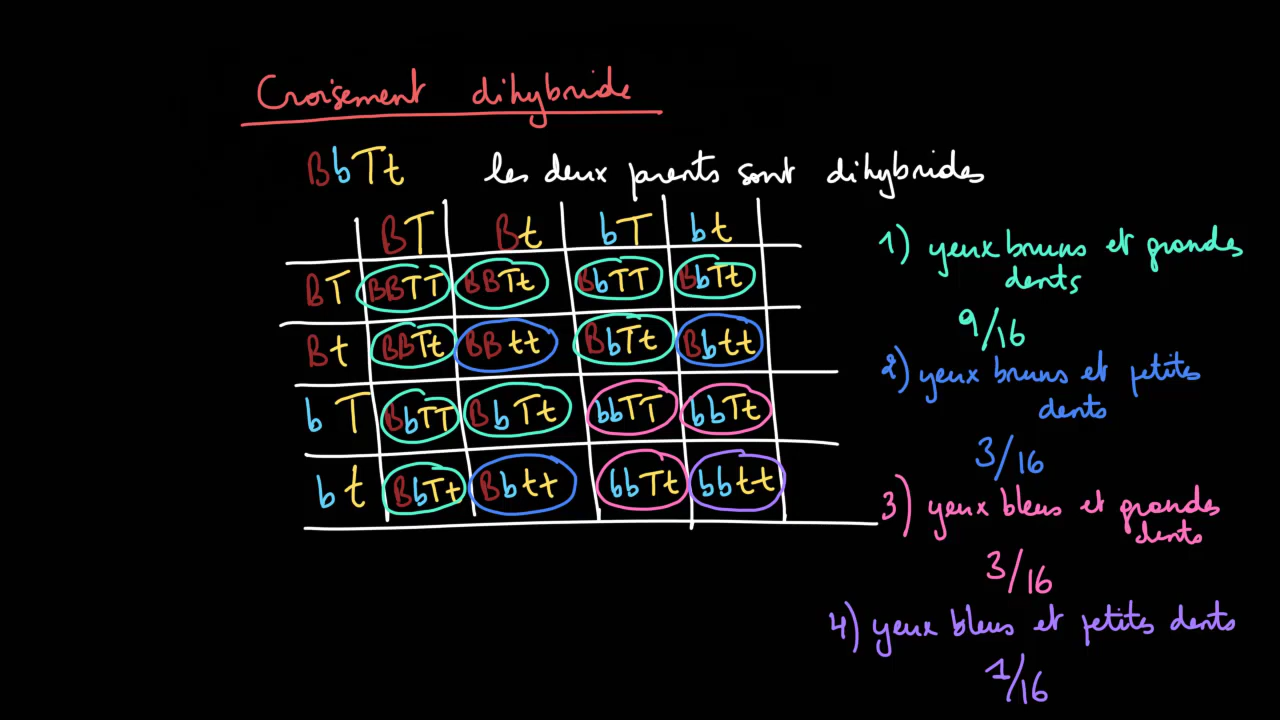 Croisement dihybride
BbTt les deux parents sont dihybrides
BT Bt bT bt
BT BBTT BBTt BbTT BbTt
Bt BBTt BBtt BbTt Bbtt
bT BbTT BbTt bbTT bbTt
bt BbTt Bbtt bbTt bbtt
1) yeux bruns et grandes
dents
9/16
2) yeux bruns et petites
dents
3/16
3) yeux bleus et grandes
dents
3/16
4) yeux bleus et petits dents
1/16